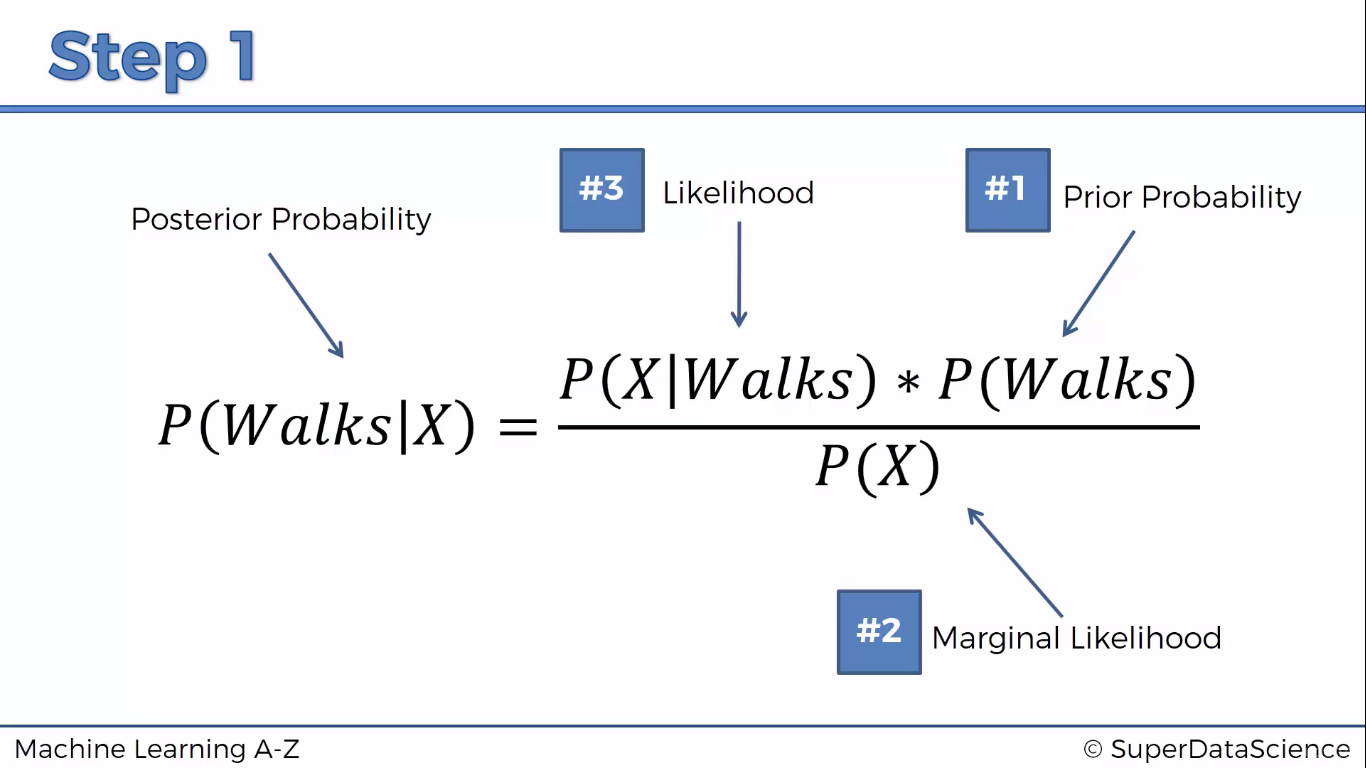 Step 1
Posterior Probability
#3 Likelihood
#1 Prior Probability
P(Walks|X) = P(X|Walks) * P(Walks)
P(X)
#2 Marginal Likelihood
Machine Learning A-Z
© SuperDataScience